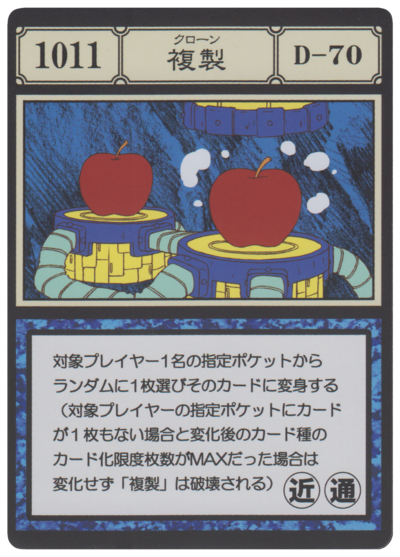 1011
クローン
複製
D-70
対象プレイヤー1名の指定ポケットから
ランダムに1枚選びそのカードに変身する
（対象プレイヤーの指定ポケットにカード
が1枚もない場合と変化後のカード種の
カード化限度枚数がMAXだった場合は
変化せず「複製」は破壊される）
近 通